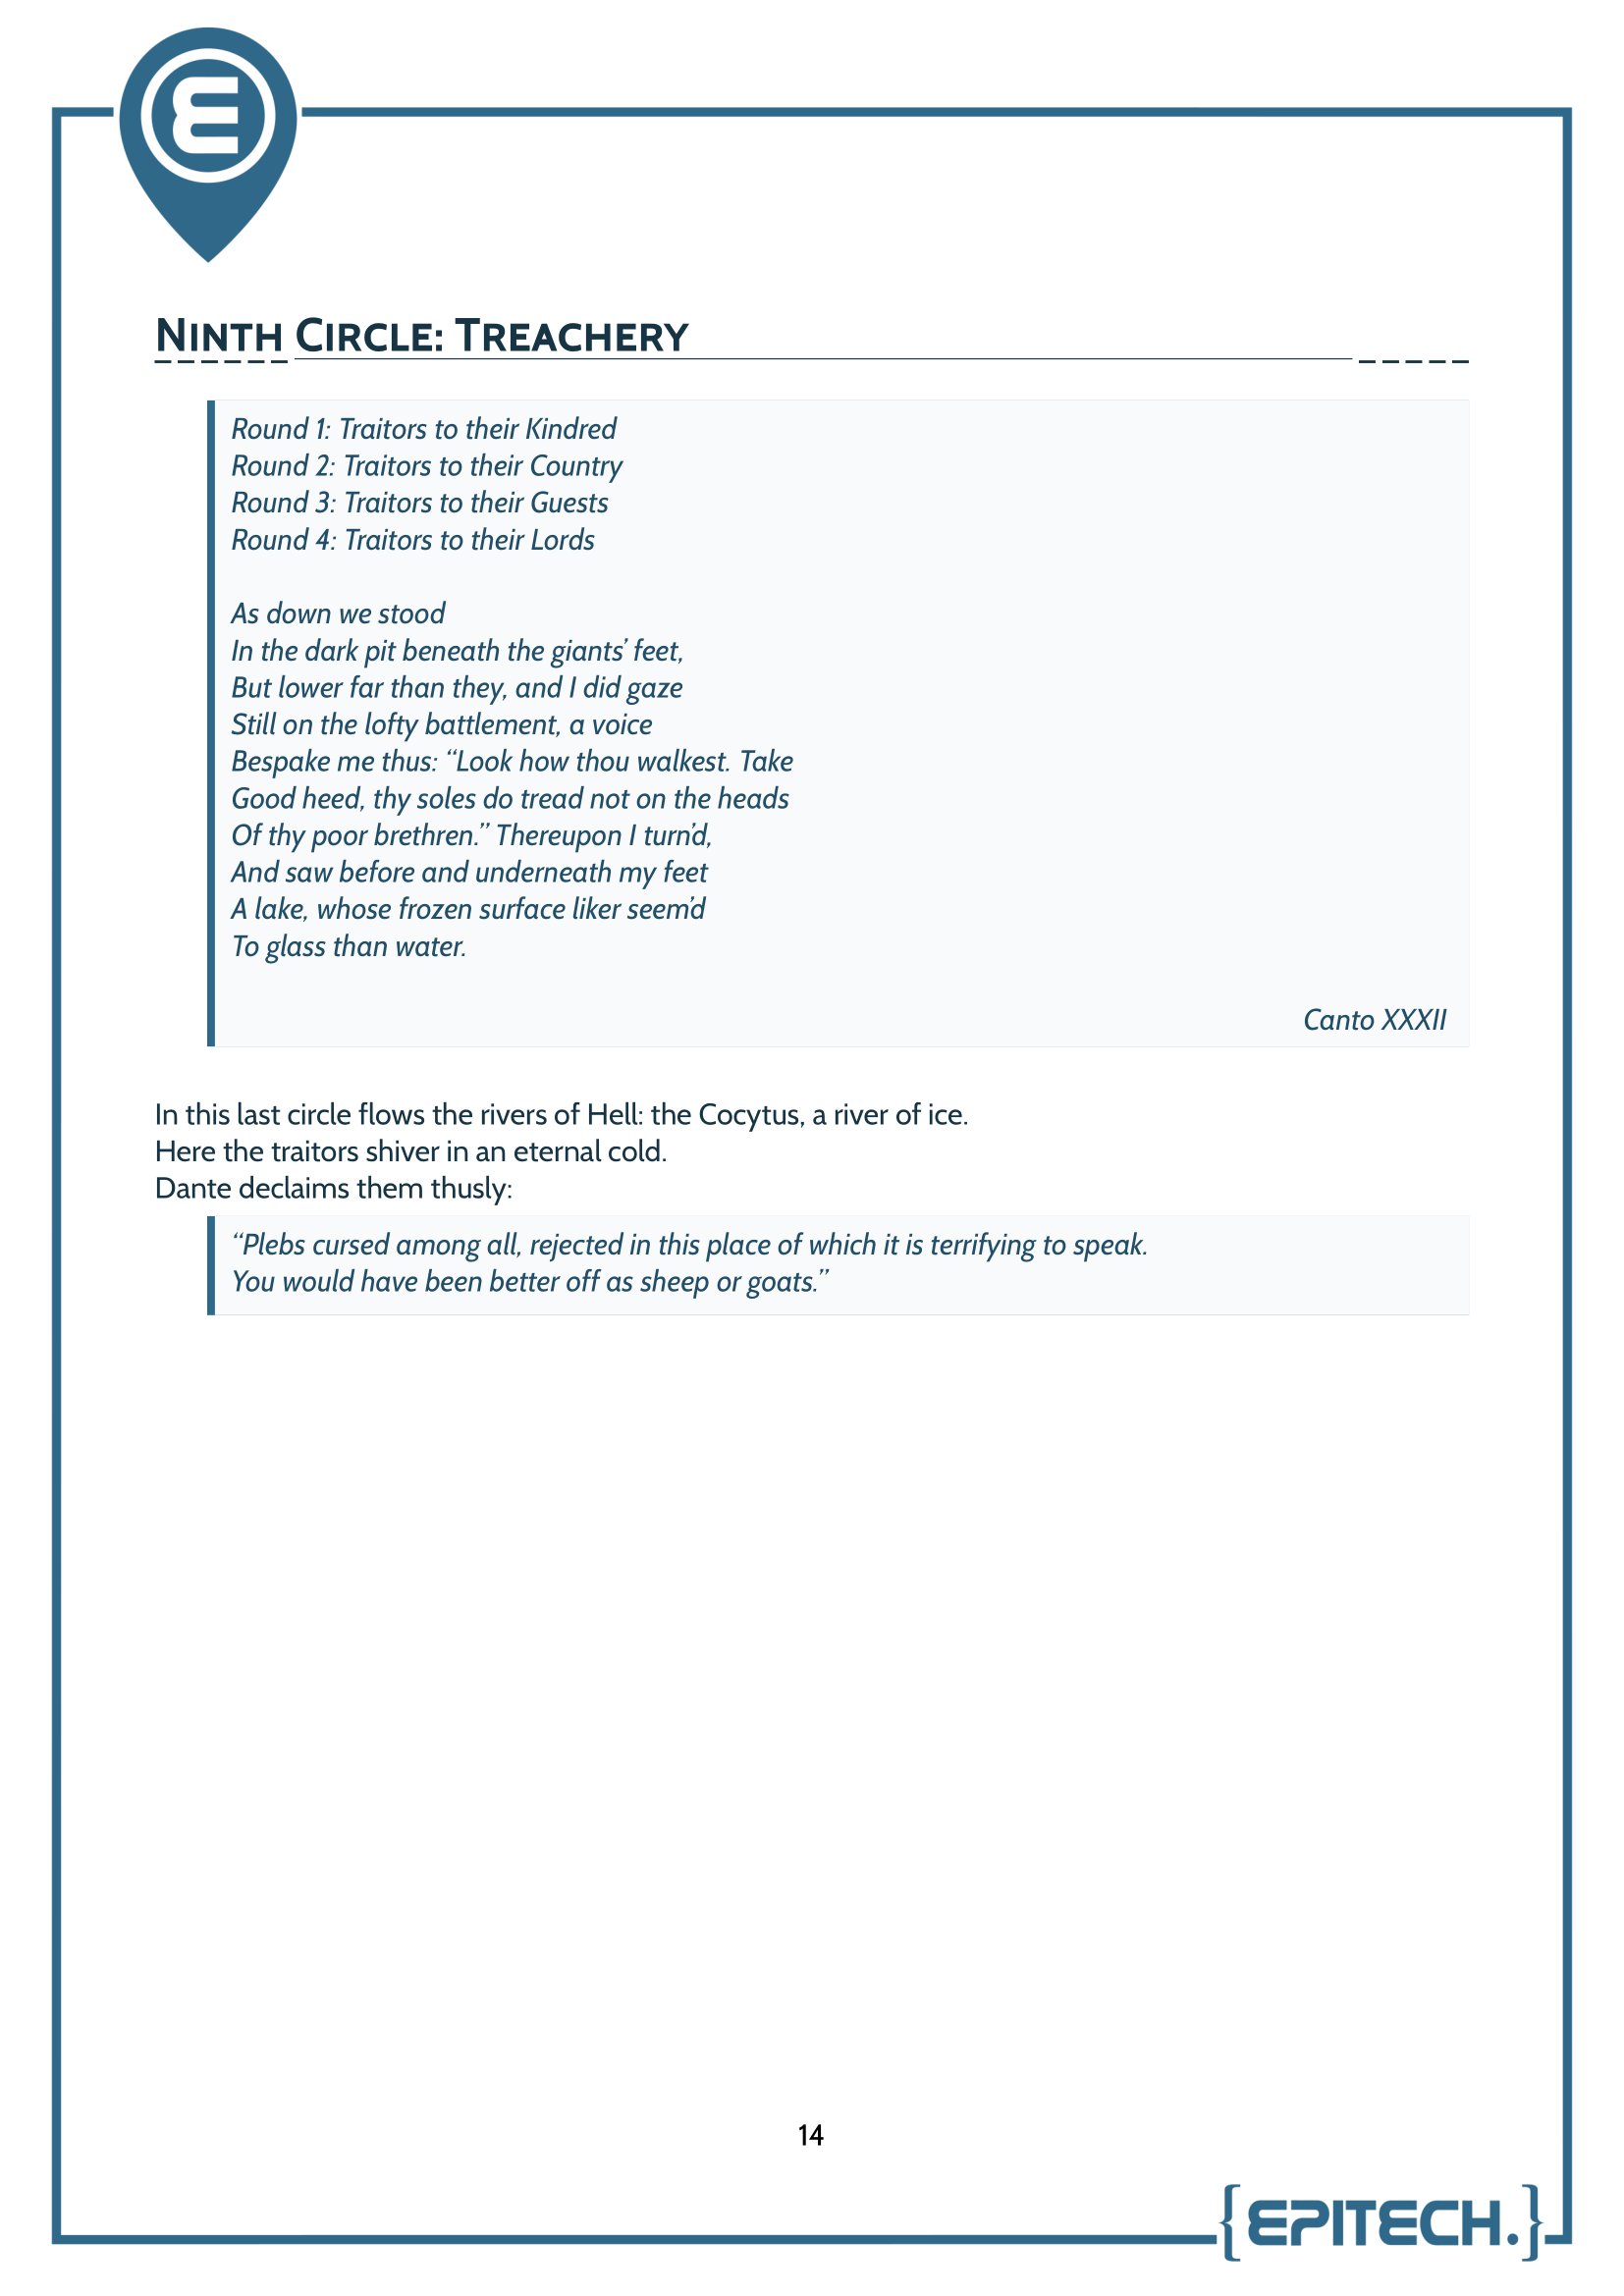 Ninth Circle: Treachery
Round 1: Traitors to their Kindred
Round 2: Traitors to their Country
Round 3: Traitors to their Guests
Round 4: Traitors to their Lords
As down we stood
In the dark pit beneath the giants’ feet,
But lower far than they, and I did gaze
Still on the lofty battlement, a voice
Bespake me thus: “Look how thou walkest. Take
Good heed, thy soles do tread not on the heads
Of thy poor brethren.” Thereupon I turn’d,
And saw before and underneath my feet
A lake, whose frozen surface liker seem’d
To glass than water.
Canto XXXII
In this last circle flows the rivers of Hell: the Cocytus, a river of ice.
Here the traitors shiver in an eternal cold.
Dante declaims them thusly:
“Plebs cursed among all, rejected in this place of which it is terrifying to speak.
You would have been better off as sheep or goats.”
14
{EPITECH.}